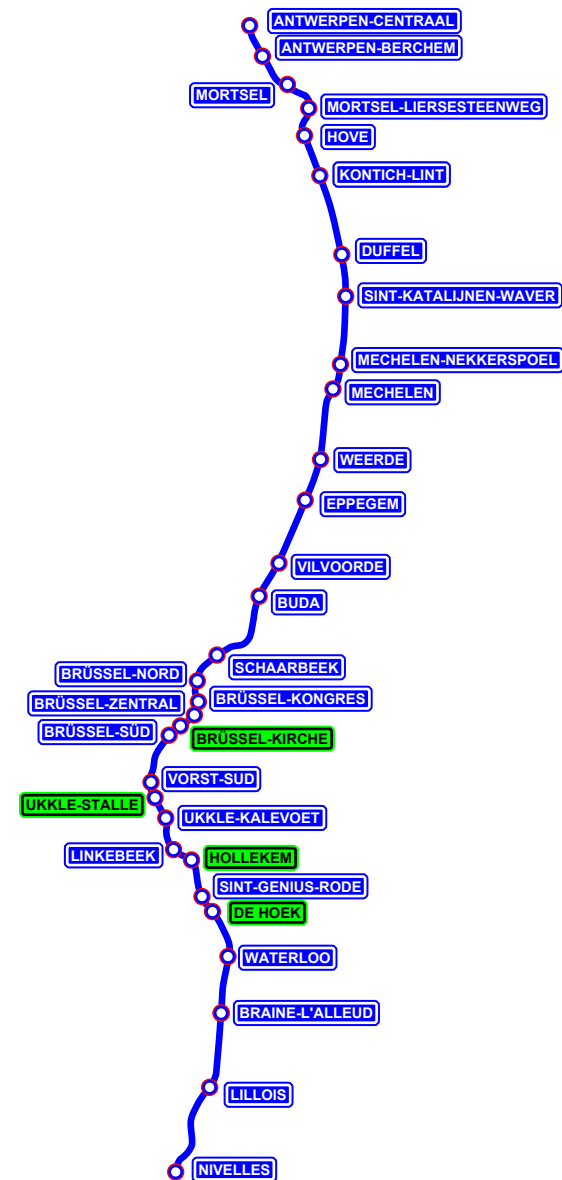 ANTWERPEN-CENTRAAL
ANTWERPEN-BERCHEM
MORTSEL
MORTSEL-LIERSESTEENWEG
HOVE
KONTICH-LINT
DUFFEL
SINT-KATALIJNEN-WAVER
MECHELEN-NEKKERSPOEL
MECHELEN
WEERDE
EPPEGEM
VILVOORDE
BUDA
SCHAARBEEK
BRÜSSEL-NORD
BRÜSSEL-KONGRES
BRÜSSEL-ZENTRAL
BRÜSSEL-SÜD
BRÜSSEL-KIRCHE
VORST-SUD
UKKLE-STALLE
UKKLE-KALEVOET
LINKEBEEK
HOLLEKEM
SINT-GENIUS-RODE
DE HOEK
WATERLOO
BRAINE-L'ALLEUD
LILLOIS
NIVELLES